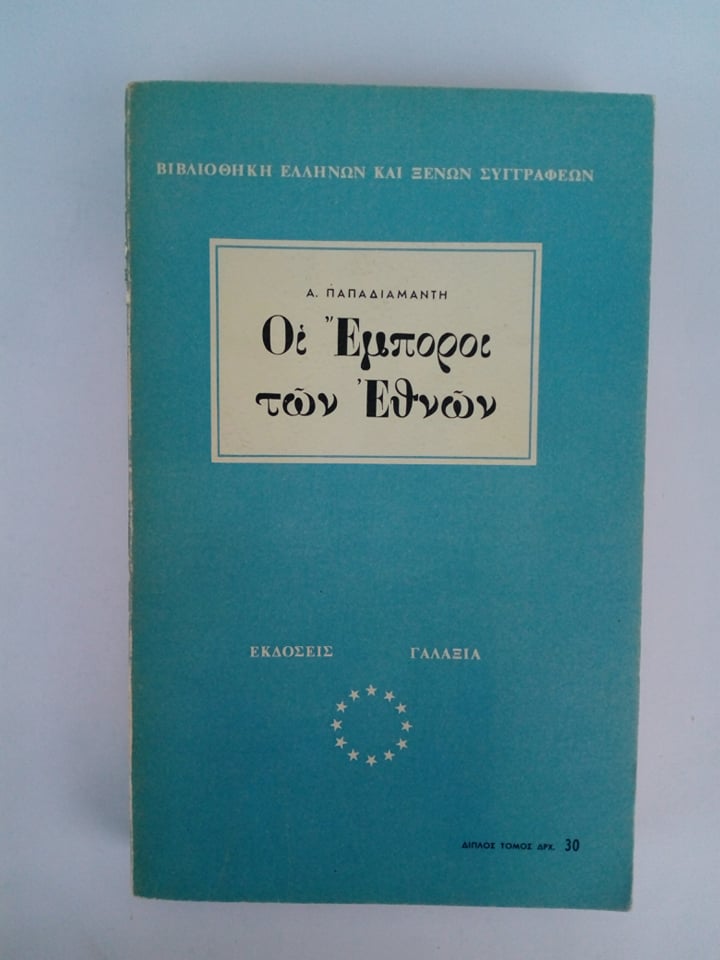 ΒΙΒΛΙΟΘΗΚΗ ΕΛΛΗΝΩΝ ΚΑΙ ΞΕΝΩΝ ΣΥΓΓΡΑΦΕΩΝ
Α. ΠΑΠΑΔΙΑΜΑΝΤΗ
Οἱ Ἔμποροι
τῶν Ἐθνῶν
ΕΚΔΟΣΕΙΣ ΓΑΛΑΞΙΑ
ΔΙΠΛΟΣ ΤΟΜΟΣ ΔΡΧ. 30